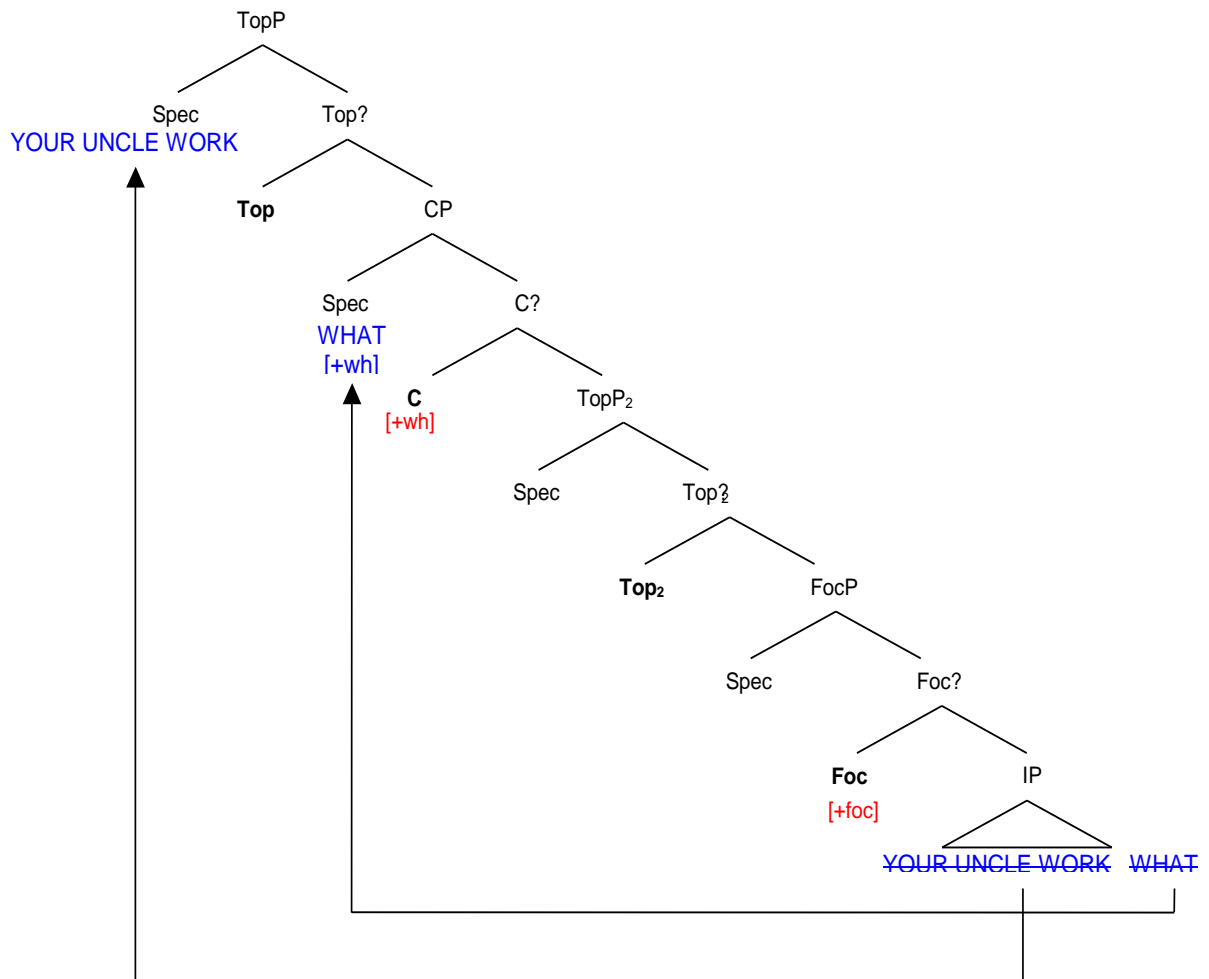 TopP
Spec Top?
YOUR UNCLE WORK
Top CP
Spec C?
WHAT
[+wh]
C TopP2
[+wh]
Spec Top?2
Top2 FocP
Spec Foc?
Foc IP
[+foc]
YOUR UNCLE WORK WHAT